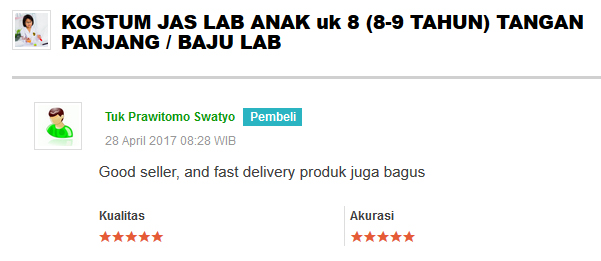 KOSTUM JAS LAB ANAK uk 8 (8-9 TAHUN) TANGAN
PANJANG / BAJU LAB
Tuk Prawitomo Swatyo Pembeli
28 April 2017 08:28 WIB
Good seller, and fast delivery produk juga bagus
Kualitas Akurasi